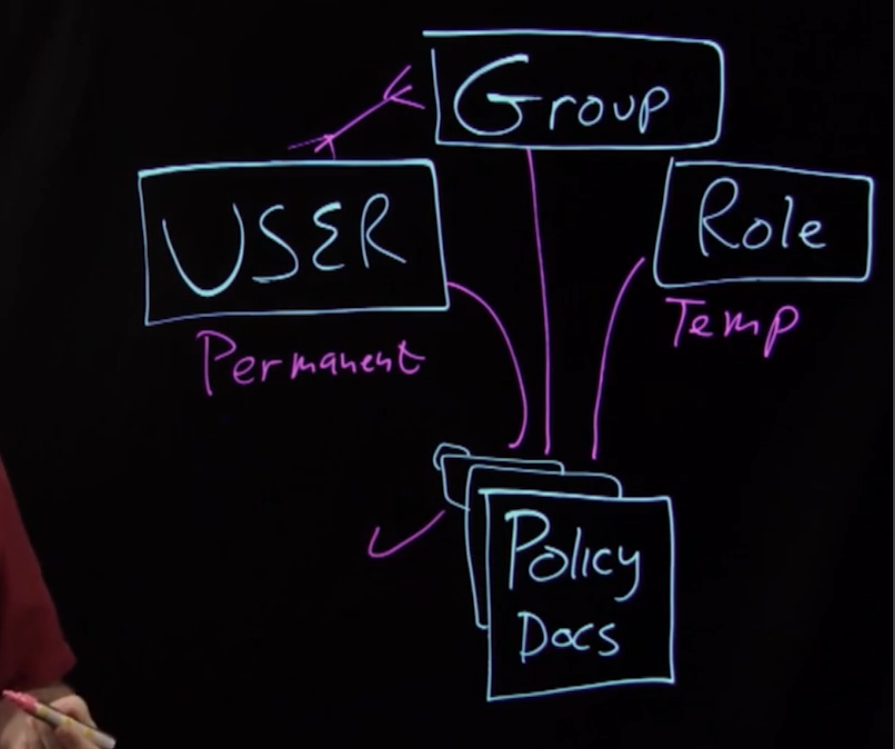 Group
USER
Role
Permanent
Temp
Policy
Docs